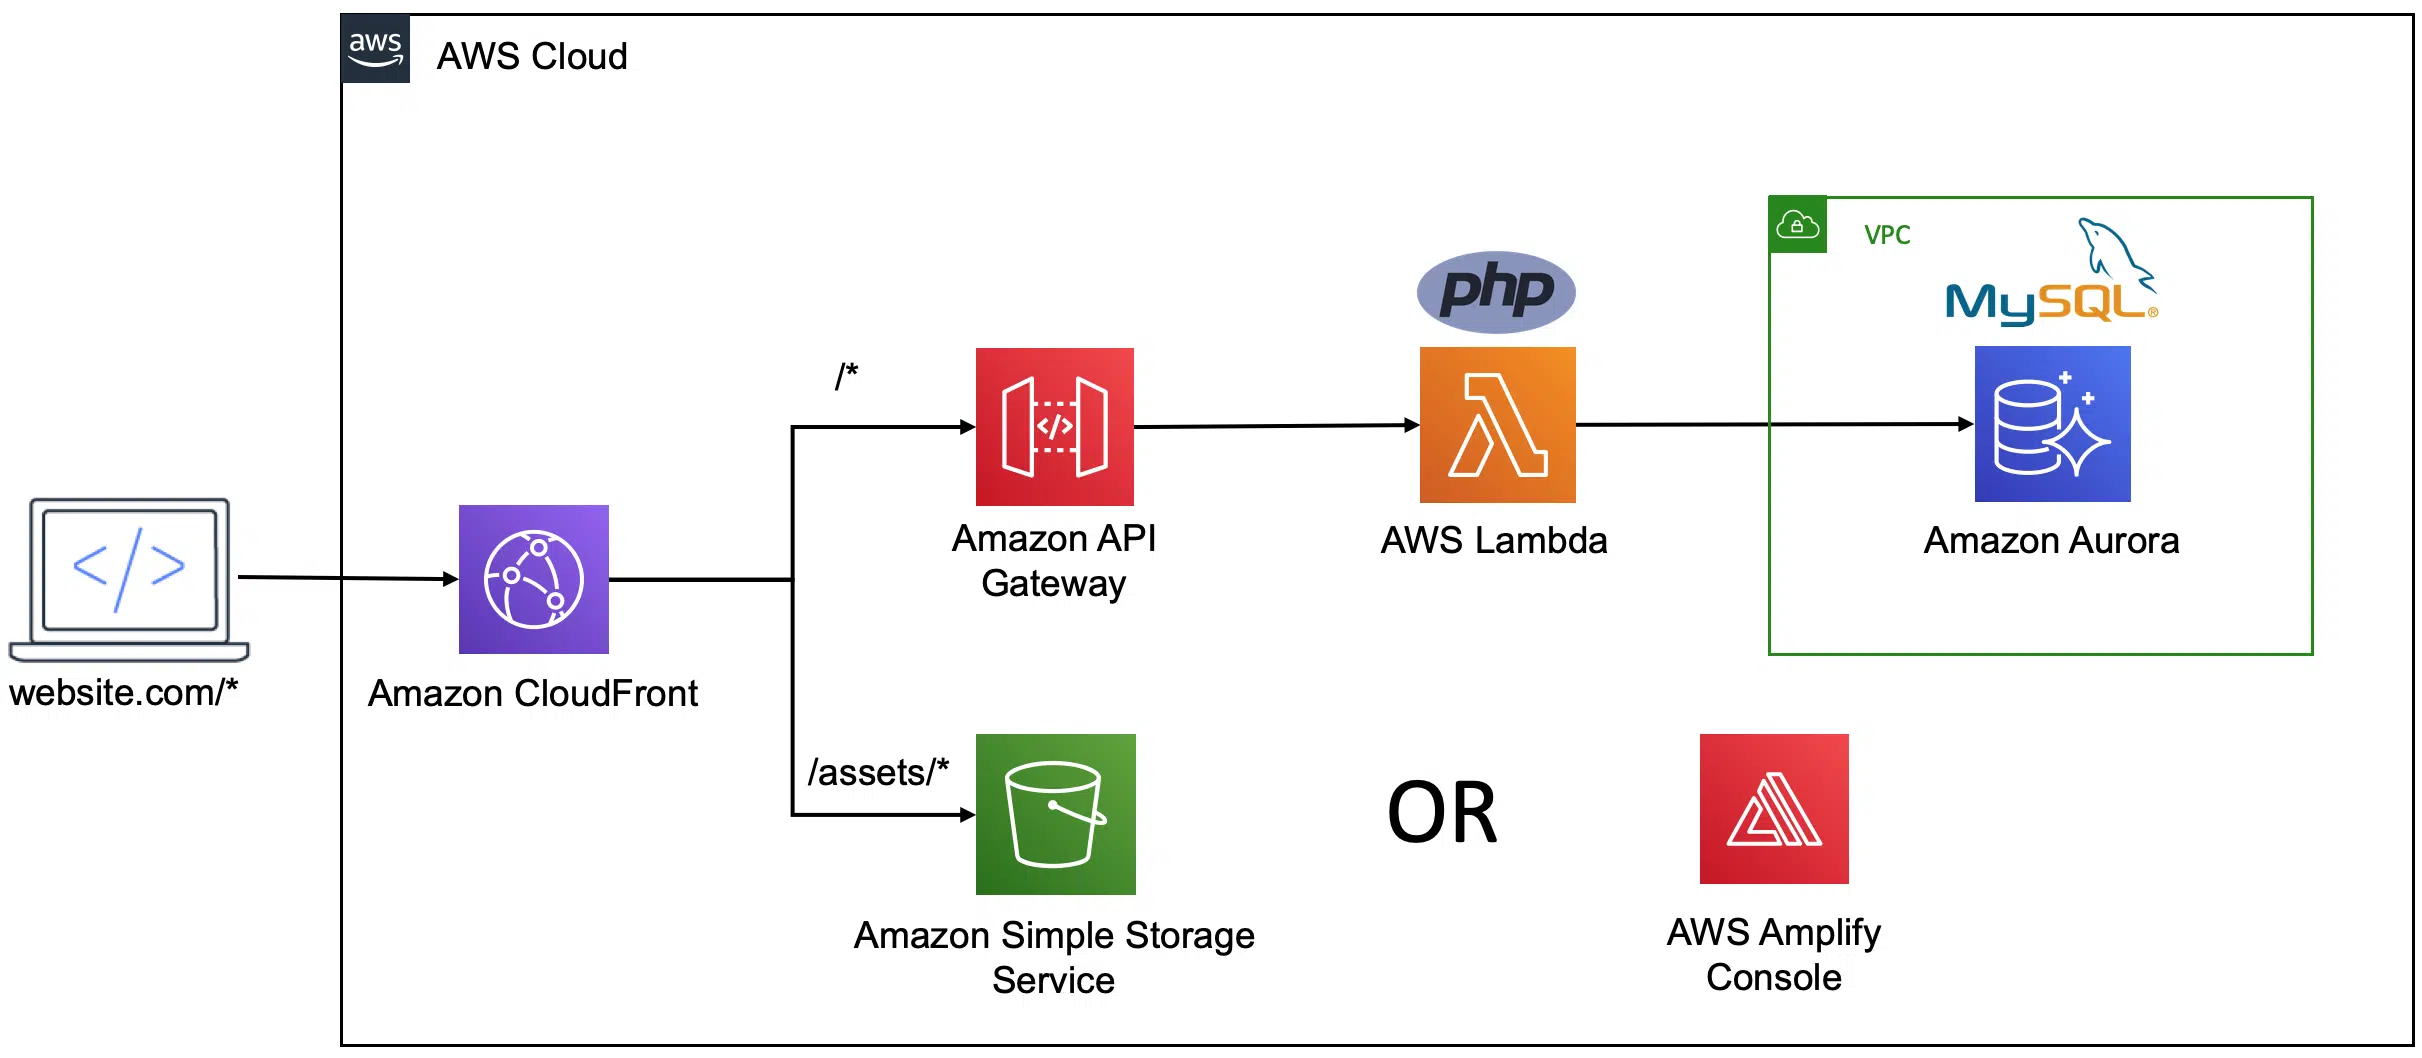 aws
AWS Cloud
VPC
MySQL®
php
/*
</>
Amazon API
Gateway
AWS Lambda
Amazon Aurora
</>
website.com/*
Amazon CloudFront
/assets/*
OR
Amazon Simple Storage
Service
AWS Amplify
Console